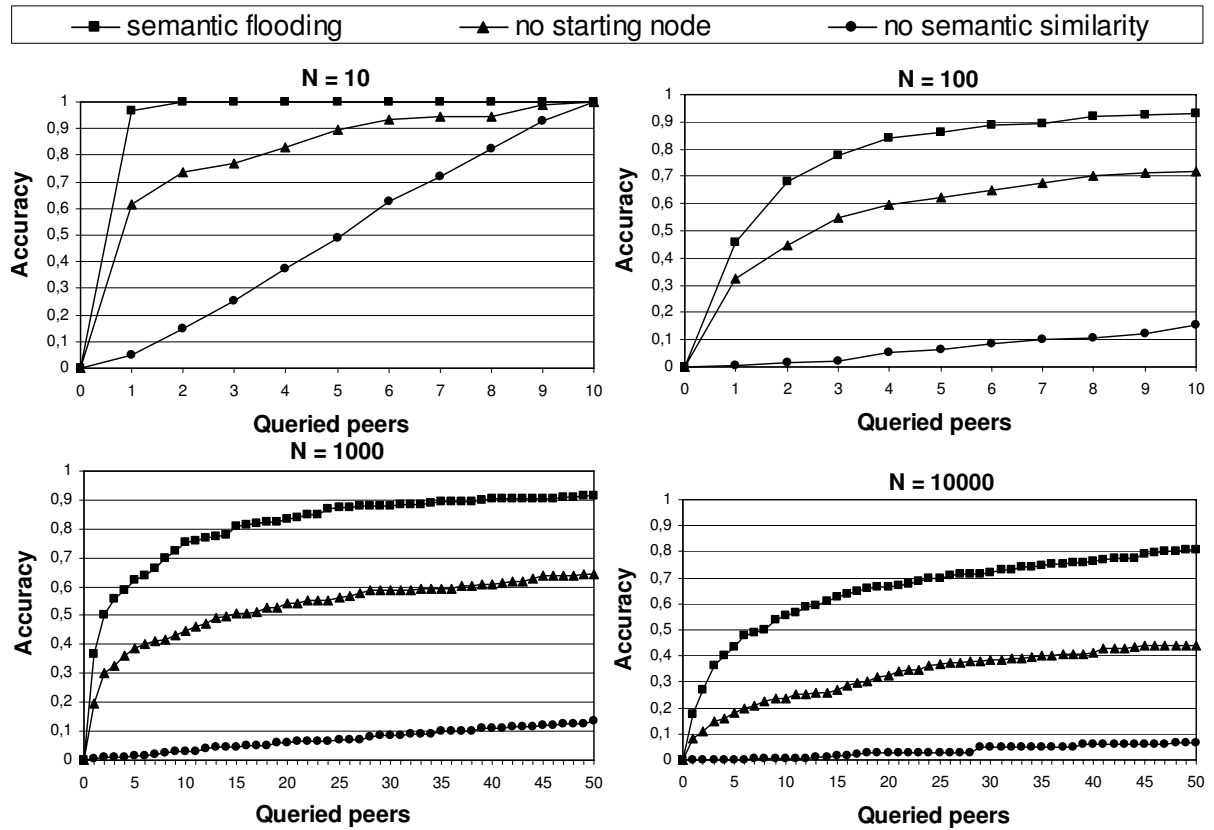 semantic flooding no starting node no semantic similarity
N = 10
1
0,9
0,8
0,7
0,6
0,5
0,4
0,3
0,2
0,1
0
Accuracy
0 1 2 3 4 5 6 7 8 9 10
Queried peers
N = 100
1
0,9
0,8
0,7
0,6
0,5
0,4
0,3
0,2
0,1
0
Accuracy
0 1 2 3 4 5 6 7 8 9 10
Queried peers
N = 1000
1
0,9
0,8
0,7
0,6
0,5
0,4
0,3
0,2
0,1
0
Accuracy
0 5 10 15 20 25 30 35 40 45 50
Queried peers
N = 10000
1
0,9
0,8
0,7
0,6
0,5
0,4
0,3
0,2
0,1
0
Accuracy
0 5 10 15 20 25 30 35 40 45 50
Queried peers